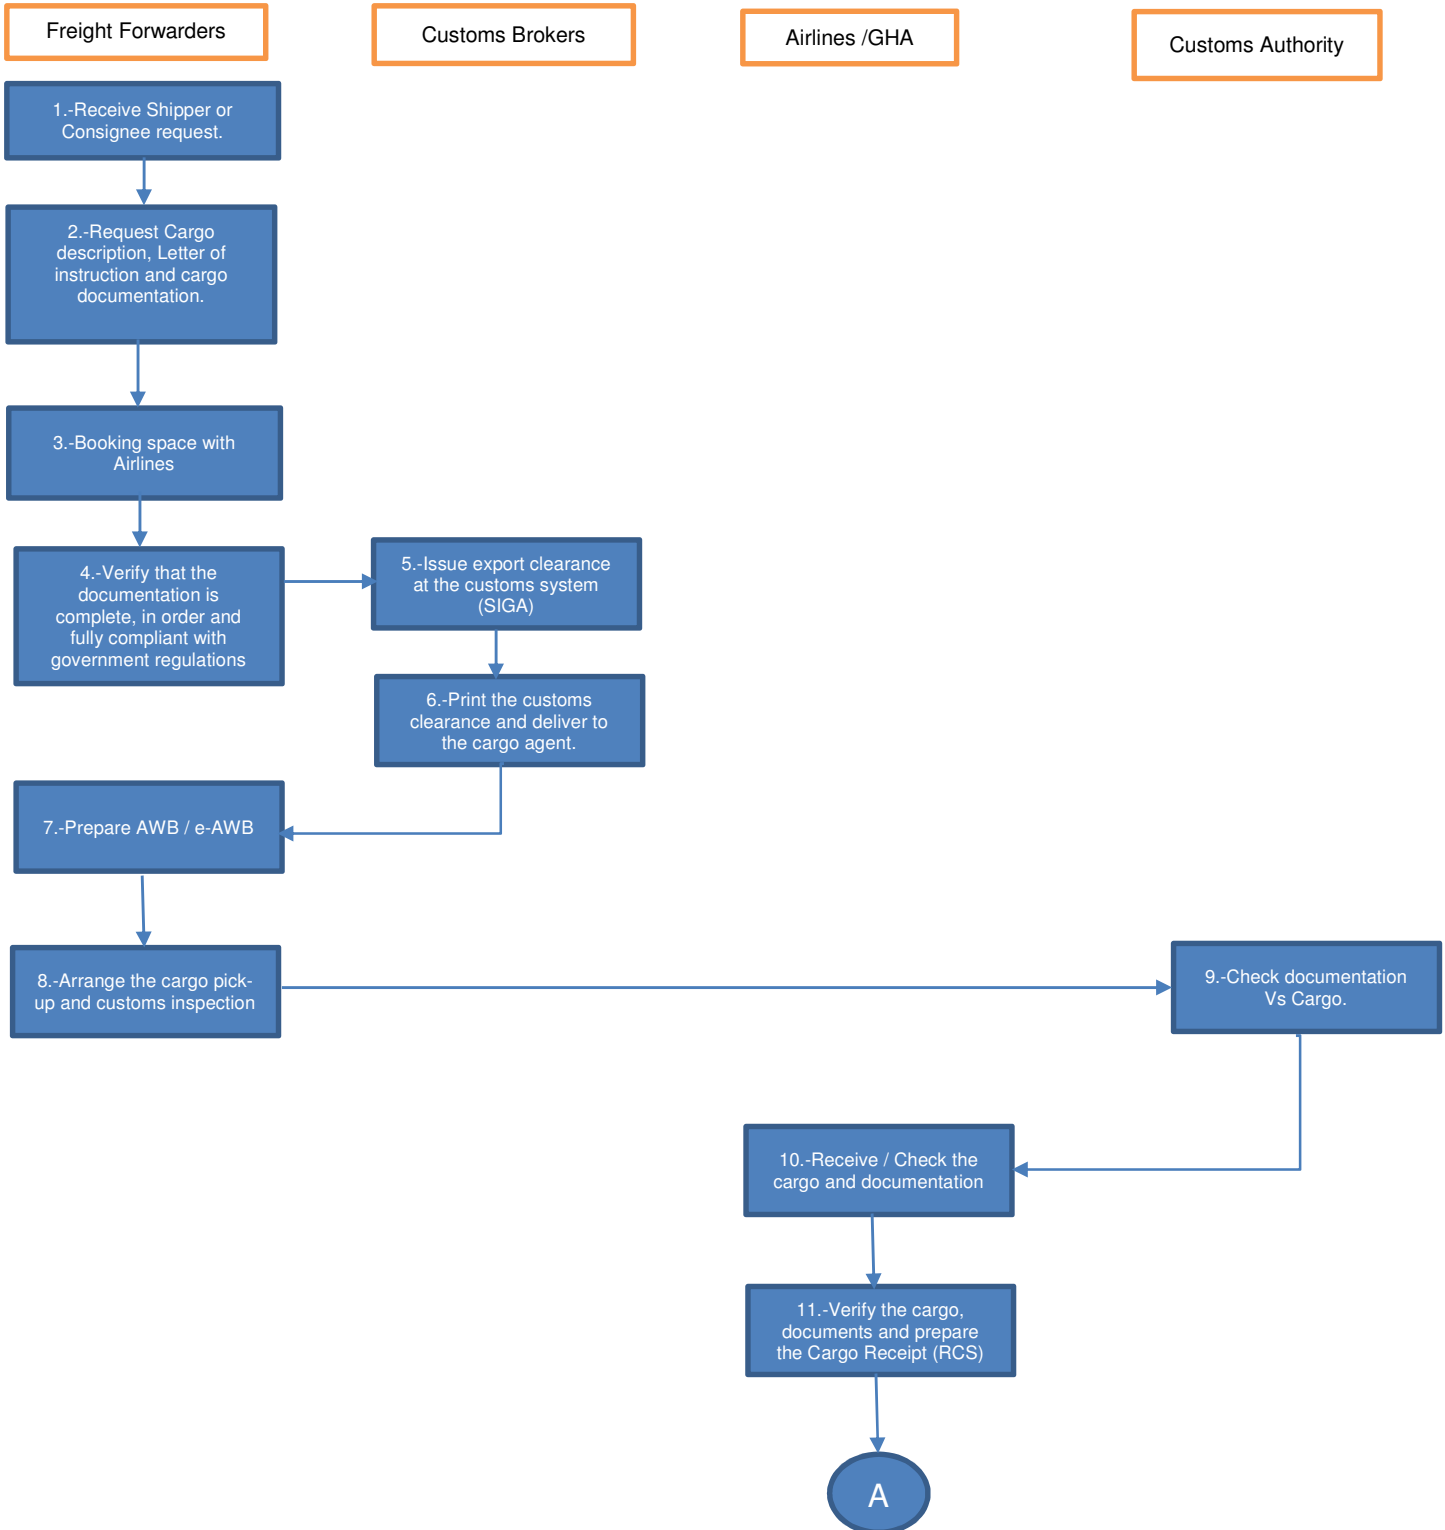 Freight Forwarders
Customs Brokers
Airlines /GHA
Customs Authority
1.-Receive Shipper or
Consignee request.
2.-Request Cargo
description, Letter of
instruction and cargo
documentation.
3.-Booking space with
Airlines
4.-Verify that the
documentation is
complete, in order and
fully compliant with
government regulations
5.-Issue export clearance
at the customs system
(SIGA)
6.-Print the customs
clearance and deliver to
the cargo agent.
7.-Prepare AWB / e-AWB
8.-Arrange the cargo pick-
up and customs inspection
9.-Check documentation
Vs Cargo.
10.-Receive / Check the
cargo and documentation
11.-Verify the cargo,
documents and prepare
the Cargo Receipt (RCS)
A